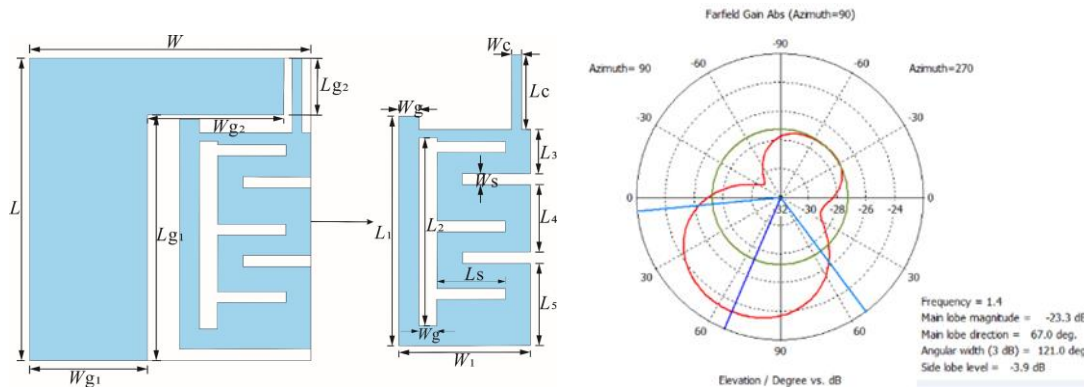 W
L
Lg2
Wg2
Lg1
Wg1
Wc
Lc
Wg
L3
Ws
L1
L2
L4
Ls
L5
Wg
W1
Farfield Gain Abs (Azimuth=90)
-90
Azimuth= 90
-60
-60
Azimuth=270
-30
-30
0
-32
-30
-28
-26
-24
0
30
30
60
60
90
Elevation / Degree vs. dB
Frequency = 1.4
Main lobe magnitude = -23.3 dB
Main lobe direction = 67.0 deg.
Angular width (3 dB) = 121.0 deg.
Side lobe level = -3.9 dB